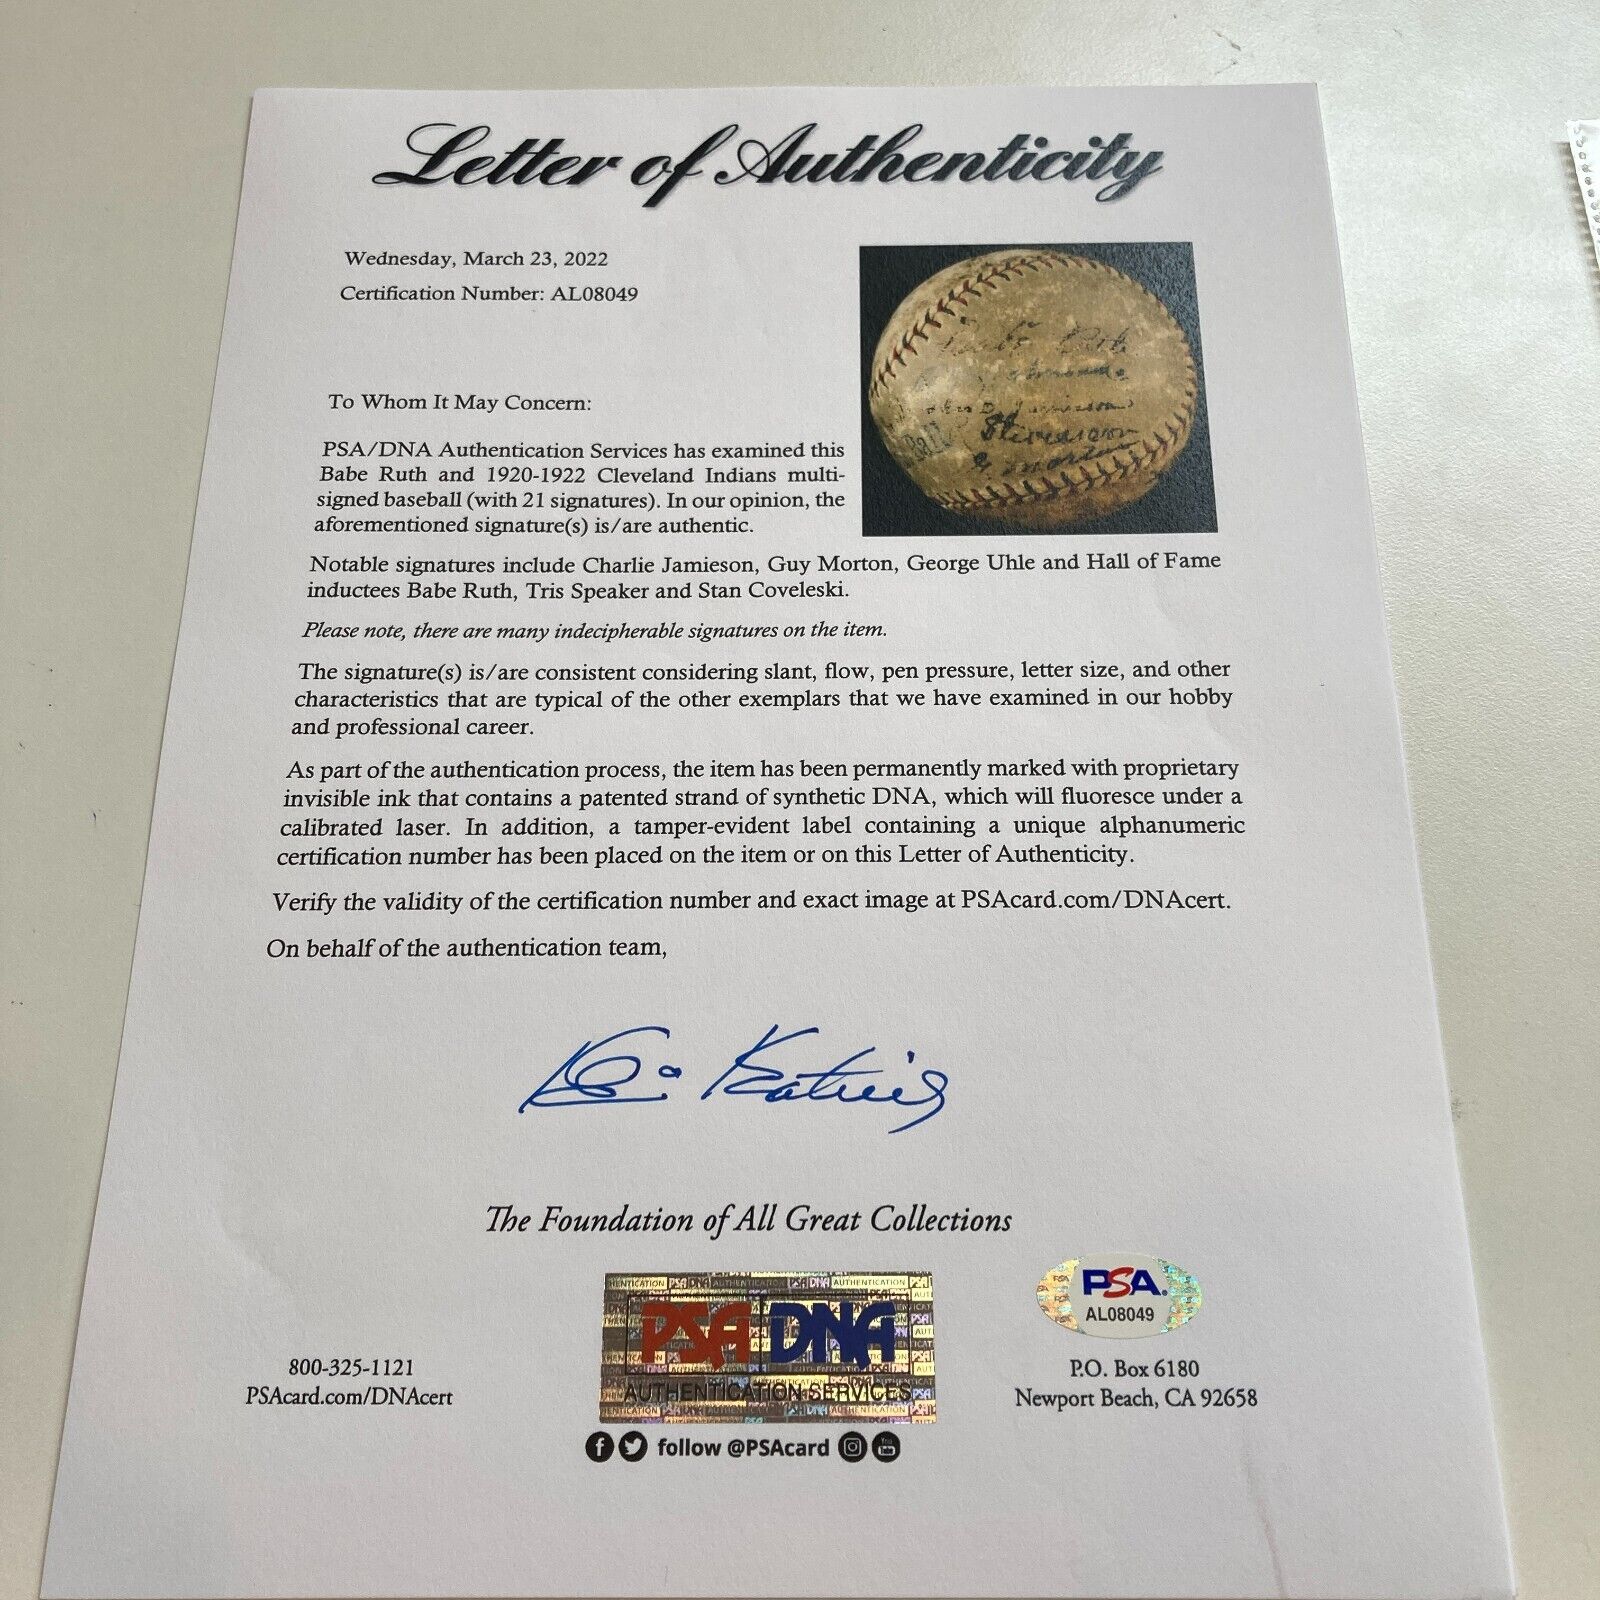 Letter of Authenticity
Wednesday, March 23, 2022
Certification Number: AL08049
To Whom It May Concern:
PSA/DNA Authentication Services has examined this
Babe Ruth and 1920-1922 Cleveland Indians multi-
signed baseball (with 21 signatures). In our opinion, the
aforementioned signature(s) is/are authentic.
Babe Ruth
Jamieson
Stevenson
G Morton
Notable signatures include Charlie Jamieson, Guy Morton, George Uhle and Hall of Fame
inductees Babe Ruth, Tris Speaker and Stan Coveleski.
Please note, there are many indecipherable signatures on the item.
The signature(s) is/are consistent considering slant, flow, pen pressure, letter size, and other
characteristics that are typical of the other exemplars that we have examined in our hobby
and professional career.
As part of the authentication process, the item has been permanently marked with proprietary
invisible ink that contains a patented strand of synthetic DNA, which will fluoresce under a
calibrated laser. In addition, a tamper-evident label containing a unique alphanumeric
certification number has been placed on the item or on this Letter of Authenticity.
Verify the validity of the certification number and exact image at PSAcard.com/DNAcert.
On behalf of the authentication team,
The Foundation of All Great Collections
PSA DNA
AUTHENTICATION SERVICES
PSA
AL08049
800-325-1121
PSAcard.com/DNAcert
P.O. Box 6180
Newport Beach, CA 92658
follow @PSAcard